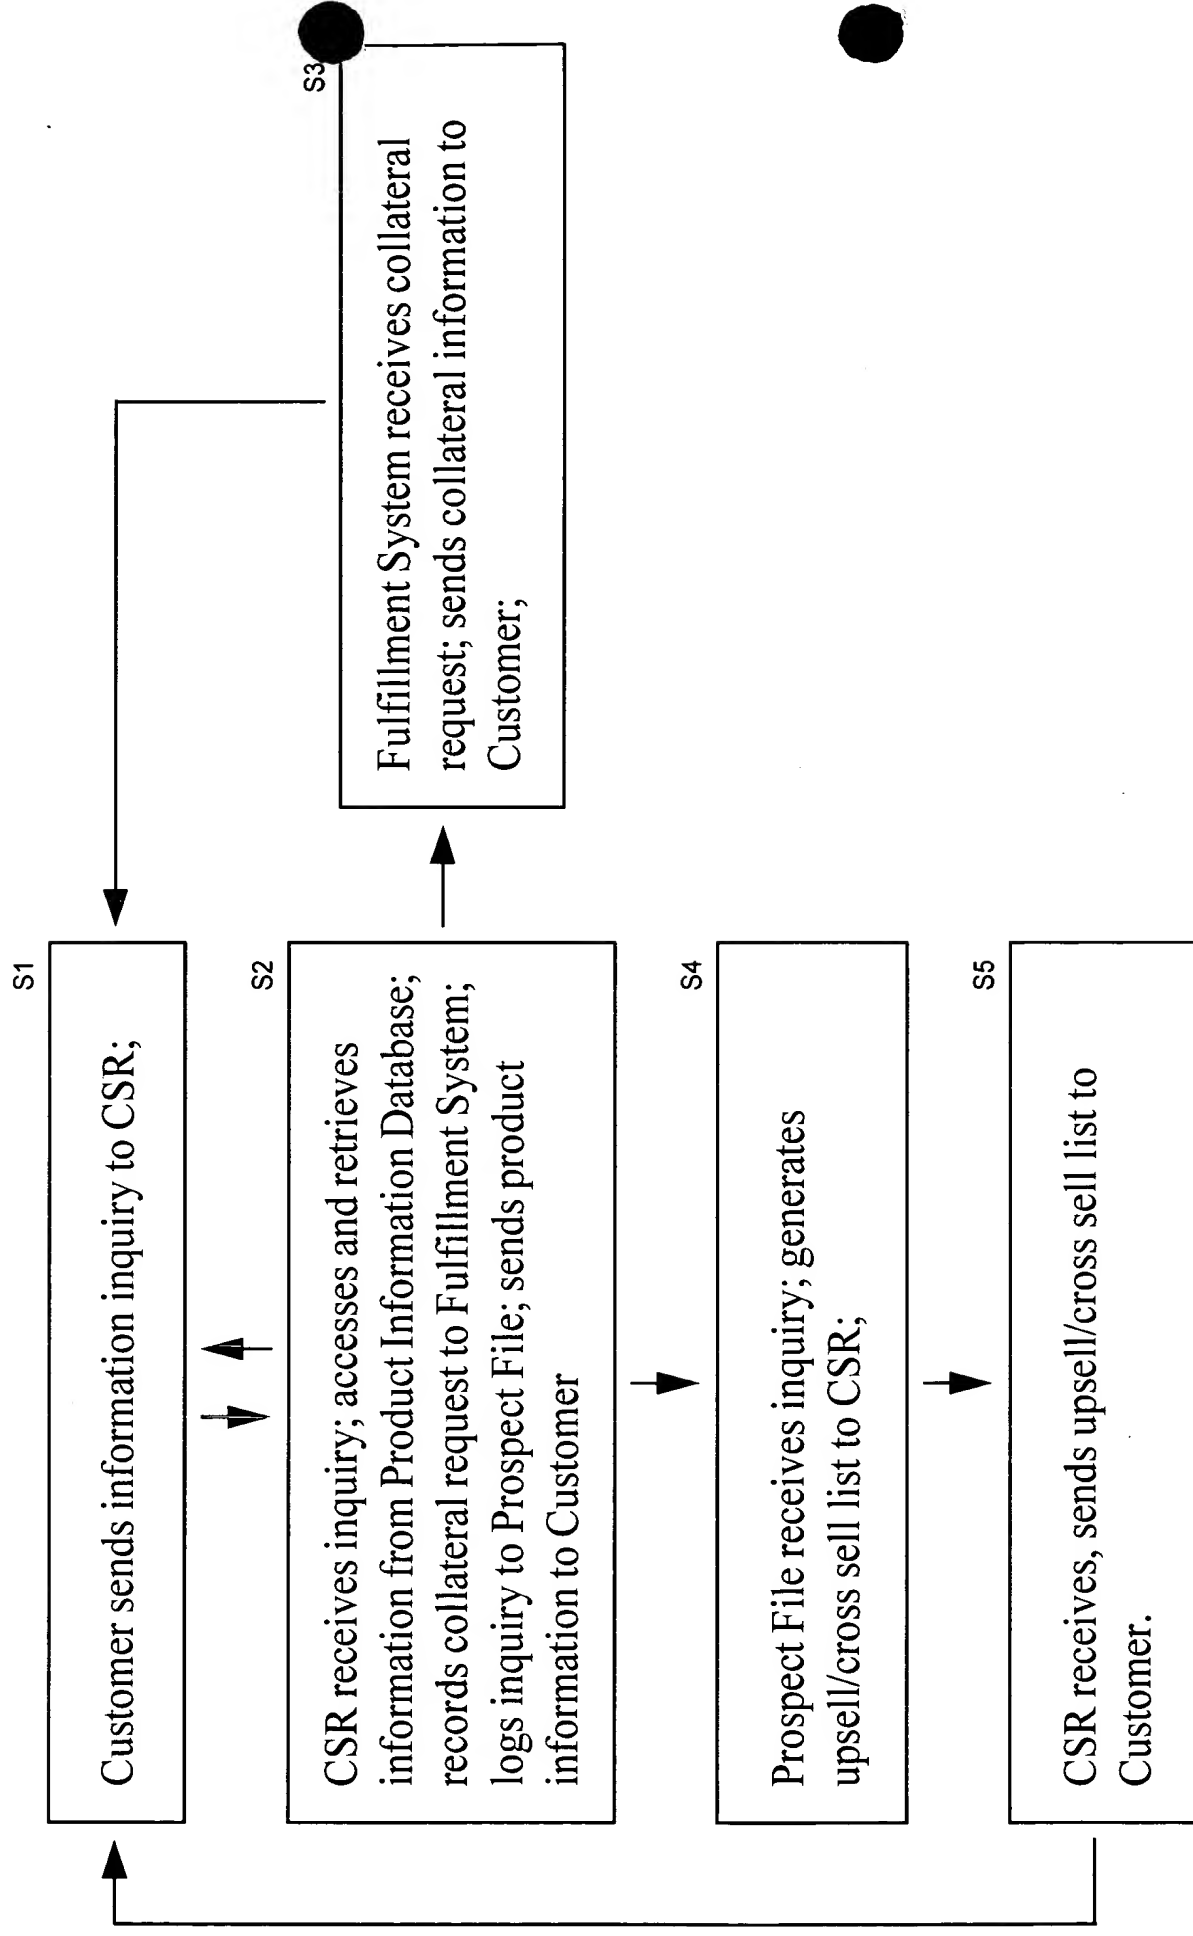 S1
Customer sends information inquiry to CSR;
S2
CSR receives inquiry; accesses and retrieves
information from Product Information Database;
records collateral request to Fulfillment System;
logs inquiry to Prospect File; sends product
information to Customer
S3
Fulfillment System receives collateral
request; sends collateral information to
Customer;
S4
Prospect File receives inquiry; generates
upsell/cross sell list to CSR;
S5
CSR receives, sends upsell/cross sell list to
Customer.